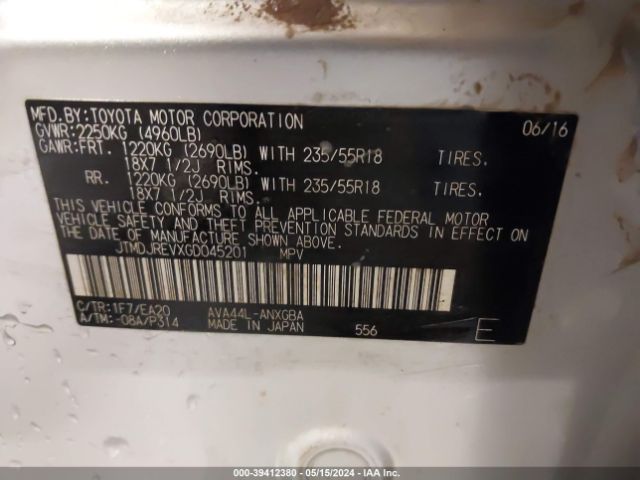 MFD.BY:TOYOTA MOTOR CORPORATION 06/16
GVWR:2250KG (4960LB)
GAWR:FRT. 1220KG (2690LB) WITH 235/55R18 TIRES.
18X7 1/2J RIMS.
RR. 1220KG (2690LB) WITH 235/55R18 TIRES.
18X7 1/2J RIMS.
THIS VEHICLE CONFORMS TO ALL APPLICABLE FEDERAL MOTOR
VEHICLE SAFETY AND THEFT PREVENTION STANDARDS IN EFFECT ON
THE DATE OF MANUFACTURE SHOWN ABOVE.
JTMDJREVXGD045201 MPV
C/TR:1F7/EA20 AVA44L-ANXGBA
A/TM:-08A/P314 MADE IN JAPAN 556 E
000-39412380 - 05/15/2024 - IAA Inc.